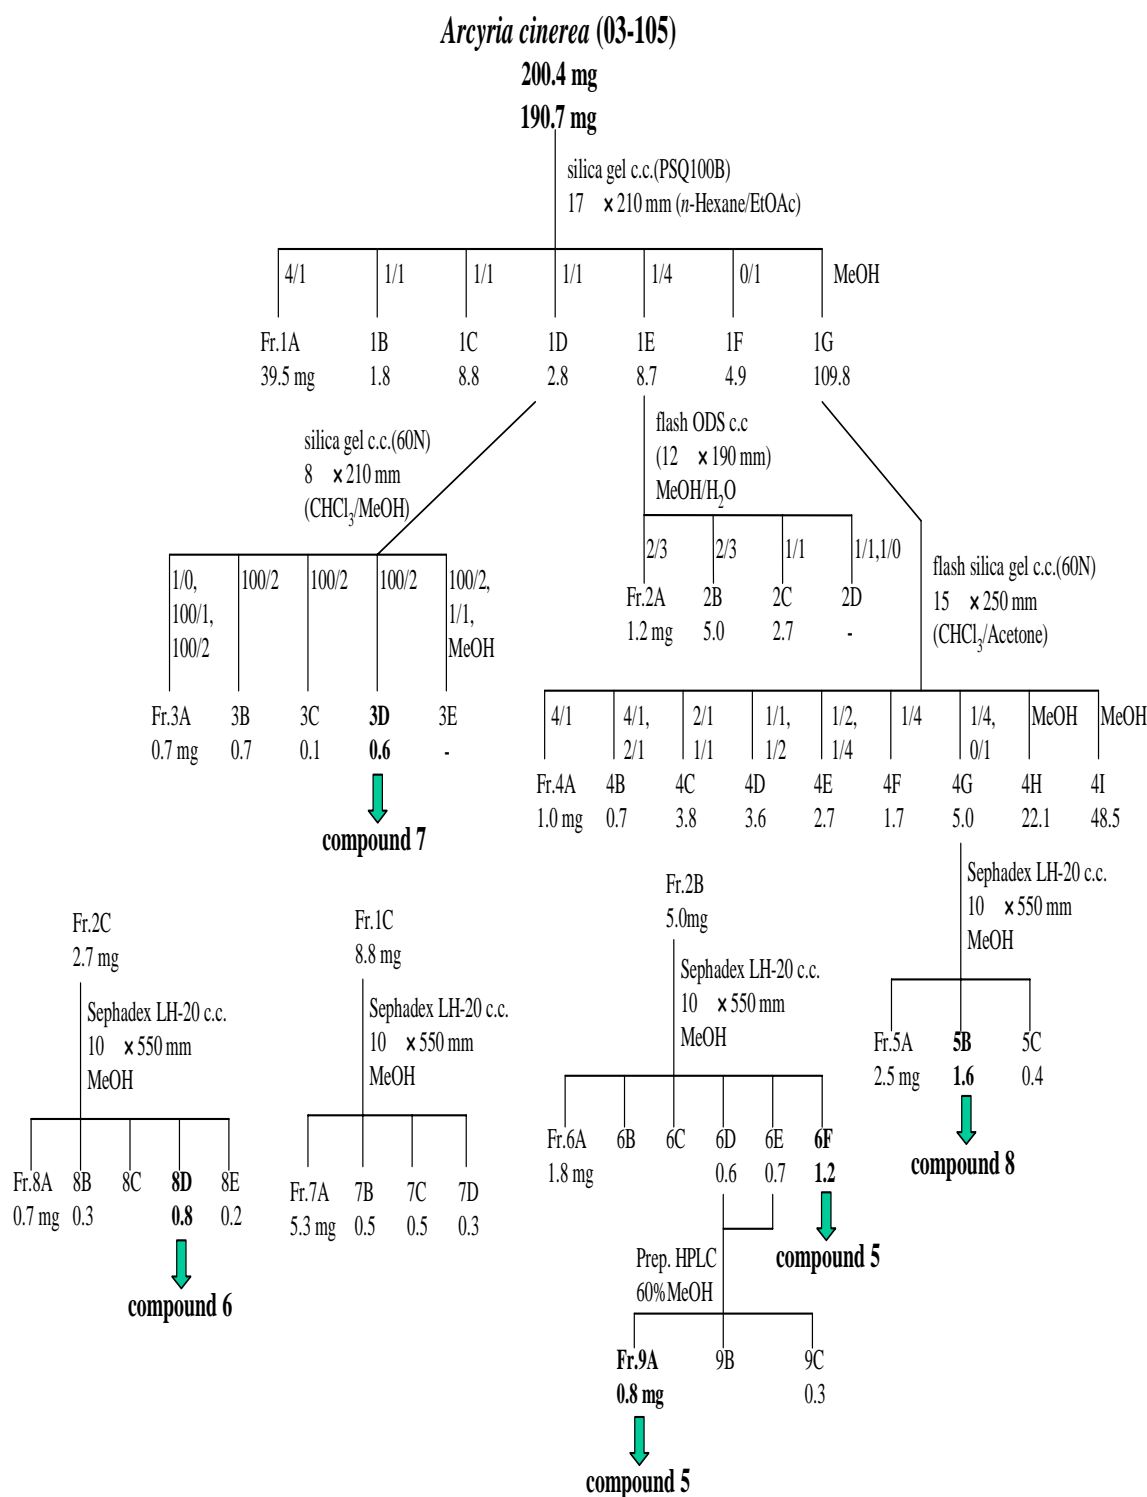 Arcyria cinerea (03-105)
200.4 mg
190.7 mg
silica gel c.c.(PSQ100B)
17 × 210 mm (n-Hexane/EtOAc)
4/1 1/1 1/1 1/1 1/4 0/1 MeOH
Fr.1A 1B 1C 1D 1E 1F 1G
39.5 mg 1.8 8.8 2.8 8.7 4.9 109.8
silica gel c.c.(60N)
8 × 210 mm
(CHCl3/MeOH)
1/0, 100/2 100/2 100/2 100/2,
100/1, 1/1,
100/2 MeOH
Fr.3A 3B 3C 3D 3E
0.7 mg 0.7 0.1 0.6 -
compound 7
flash ODS c.c
(12 × 190 mm)
MeOH/H2O
2/3 2/3 1/1 1/1,1/0
Fr.2A 2B 2C 2D
1.2 mg 5.0 2.7 -
flash silica gel c.c.(60N)
15 × 250 mm
(CHCl3/Acetone)
4/1 4/1, 2/1 1/1, 1/2, 1/4 1/4, MeOH MeOH
2/1 1/1 1/2 1/4 0/1
Fr.4A 4B 4C 4D 4E 4F 4G 4H 4I
1.0 mg 0.7 3.8 3.6 2.7 1.7 5.0 22.1 48.5
Sephadex LH-20 c.c.
10 × 550 mm
MeOH
Fr.5A 5B 5C
2.5 mg 1.6 0.4
compound 8
Fr.2C
2.7 mg
Sephadex LH-20 c.c.
10 × 550 mm
MeOH
Fr.8A 8B 8C 8D 8E
0.7 mg 0.3 0.8 0.2
compound 6
Fr.1C
8.8 mg
Sephadex LH-20 c.c.
10 × 550 mm
MeOH
Fr.7A 7B 7C 7D
5.3 mg 0.5 0.5 0.3
Fr.2B
5.0mg
Sephadex LH-20 c.c.
10 × 550 mm
MeOH
Fr.6A 6B 6C 6D 6E 6F
1.8 mg 0.6 0.7 1.2
compound 5
Prep. HPLC
60%MeOH
Fr.9A 9B 9C
0.8 mg 0.3
compound 5